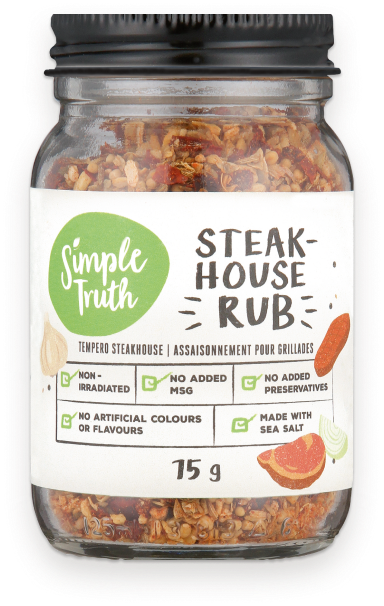 Simple
Truth
STEAK-
HOUSE
RUB
TEMPERO STEAKHOUSE | ASSAISONNEMENT POUR GRILLADES
NON-
IRRADIATED
NO ADDED
MSG
NO ADDED
PRESERVATIVES
NO ARTIFICIAL COLOURS
OR FLAVOURS
MADE WITH
SEA SALT
75 g